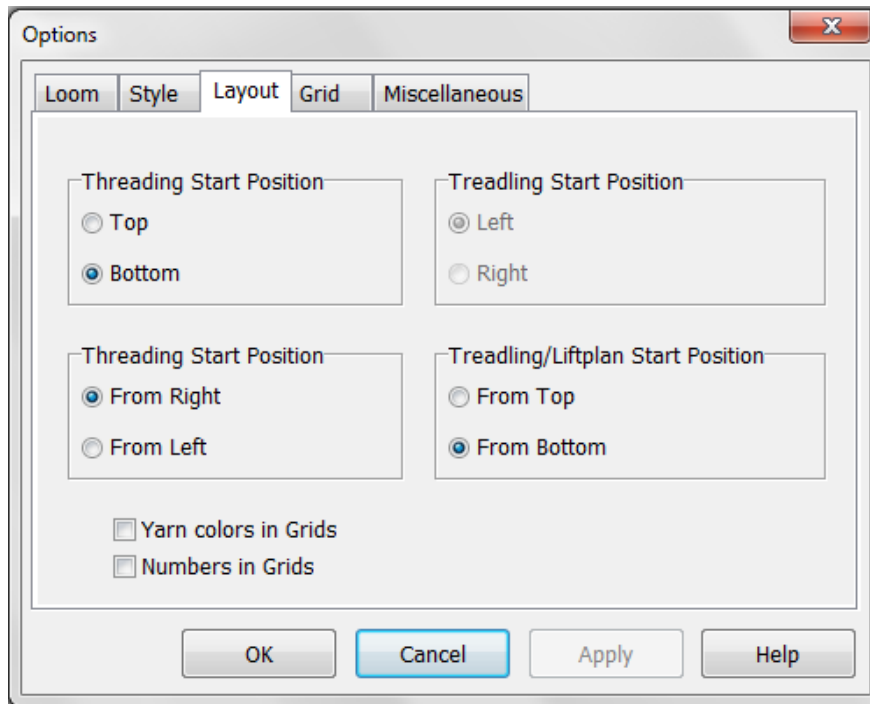 Options
Loom Style Layout Grid Miscellaneous
Threading Start Position
Top
Bottom
Treadling Start Position
Left
Right
Threading Start Position
From Right
From Left
Treadling/Liftplan Start Position
From Top
From Bottom
Yarn colors in Grids
Numbers in Grids
OK Cancel Apply Help